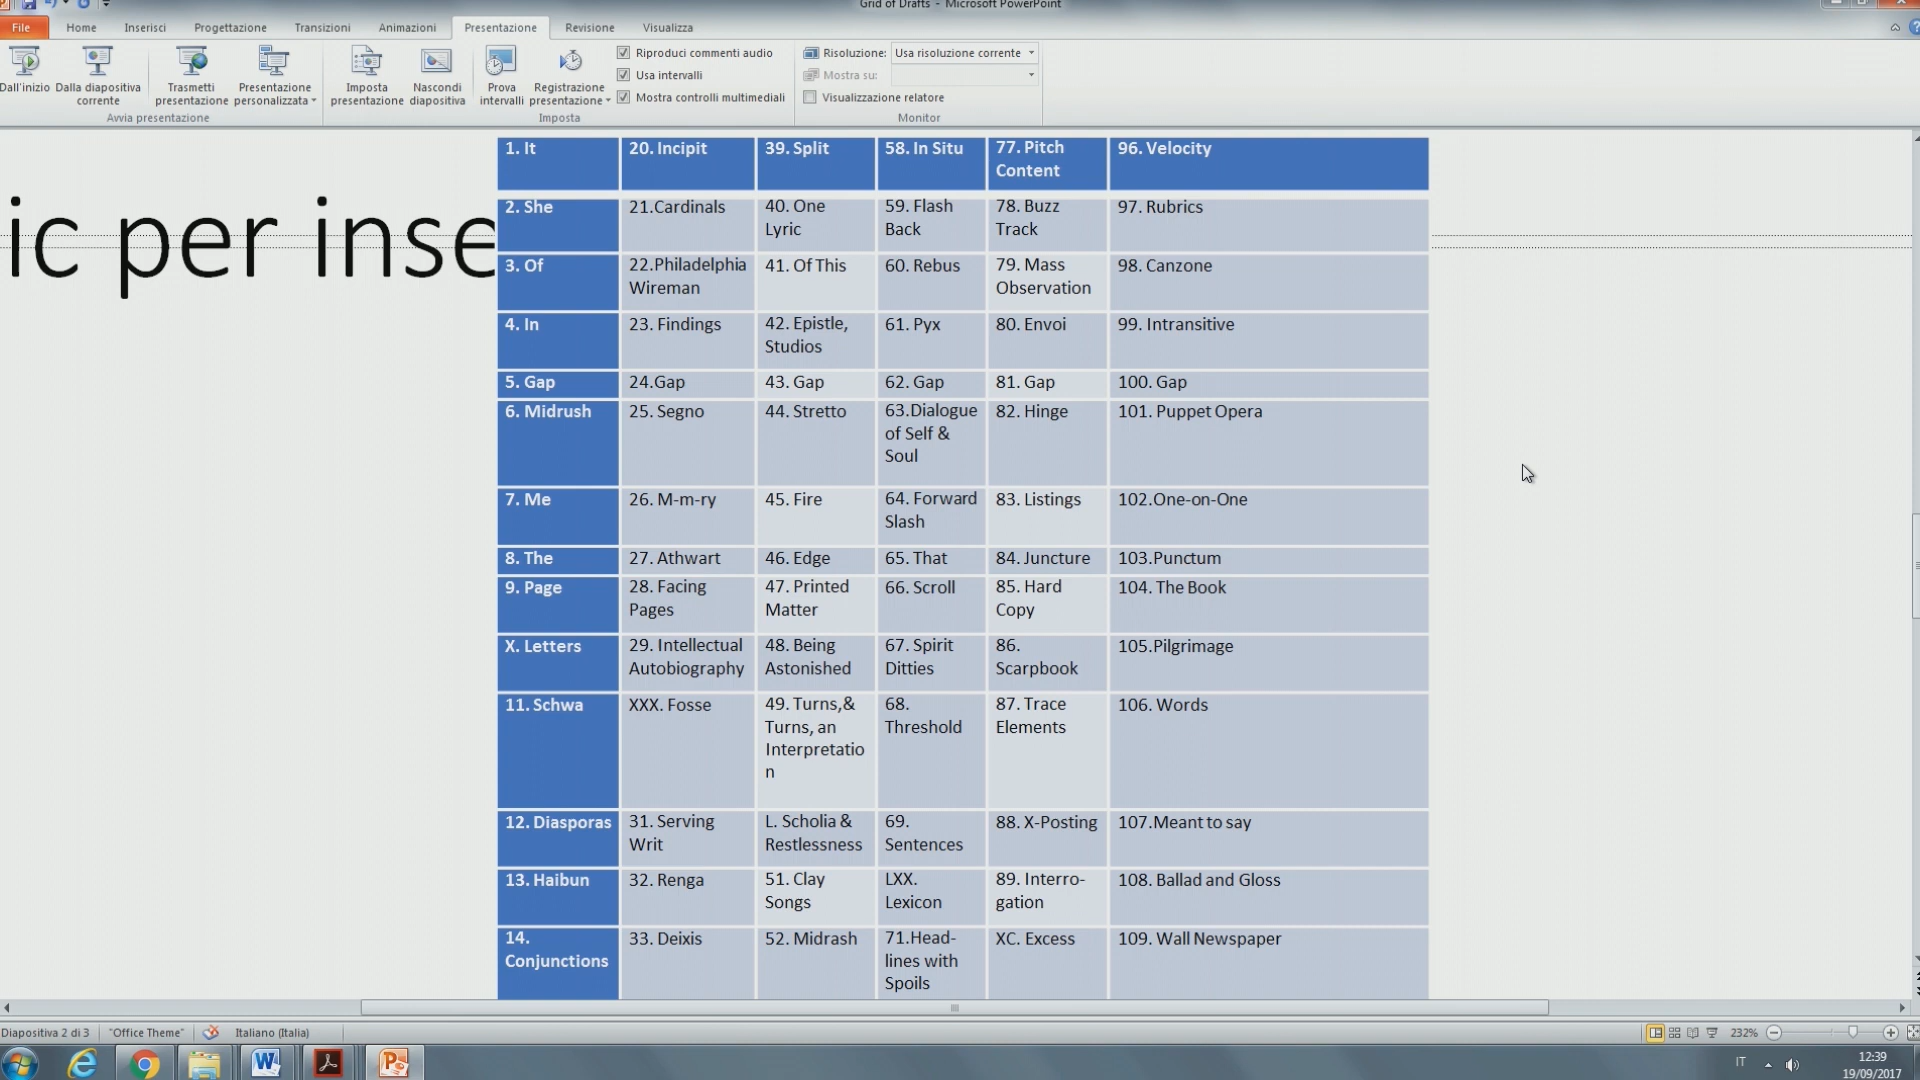 Grid of Drafts - Microsoft PowerPoint
File Home Inserisci Progettazione Transizioni Animazioni Presentazione Revisione Visualizza
Dall'inizio
Dalla diapositiva
corrente
Trasmetti
presentazione
Presentazione
personalizzata
Avvia presentazione
Imposta
presentazione
Nascondi
diapositiva
Prova
intervalli
Registrazione
presentazione
Riproduci commenti audio
Usa intervalli
Mostra controlli multimediali
Imposta
Risoluzione: Usa risoluzione corrente
Mostra su:
Visualizzazione relatore
Monitor
ic per inse
1. It
20. Incipit
39. Split
58. In Situ
77. Pitch
Content
96. Velocity
2. She
21.Cardinals
40. One
Lyric
59. Flash
Back
78. Buzz
Track
97. Rubrics
3. Of
22.Philadelphia
Wireman
41. Of This
60. Rebus
79. Mass
Observation
98. Canzone
4. In
23. Findings
42. Epistle,
Studios
61. Pyx
80. Envoi
99. Intransitive
5. Gap
24.Gap
43. Gap
62. Gap
81. Gap
100. Gap
6. Midrush
25. Segno
44. Stretto
63.Dialogue
of Self &
Soul
82. Hinge
101. Puppet Opera
7. Me
26. M-m-ry
45. Fire
64. Forward
Slash
83. Listings
102.One-on-One
8. The
27. Athwart
46. Edge
65. That
84. Juncture
103.Punctum
9. Page
28. Facing
Pages
47. Printed
Matter
66. Scroll
85. Hard
Copy
104. The Book
X. Letters
29. Intellectual
Autobiography
48. Being
Astonished
67. Spirit
Ditties
86.
Scarpbook
105.Pilgrimage
11. Schwa
XXX. Fosse
49. Turns,&
Turns, an
Interpretatio
n
68.
Threshold
87. Trace
Elements
106. Words
12. Diasporas
31. Serving
Writ
L. Scholia &
Restlessness
69.
Sentences
88. X-Posting
107.Meant to say
13. Haibun
32. Renga
51. Clay
Songs
LXX.
Lexicon
89. Interro-
gation
108. Ballad and Gloss
14.
Conjunctions
33. Deixis
52. Midrash
71.Head-
lines with
Spoils
XC. Excess
109. Wall Newspaper
Diapositiva 2 di 3 "Office Theme" Italiano (Italia) 232%
IT
12:39
19/09/2017